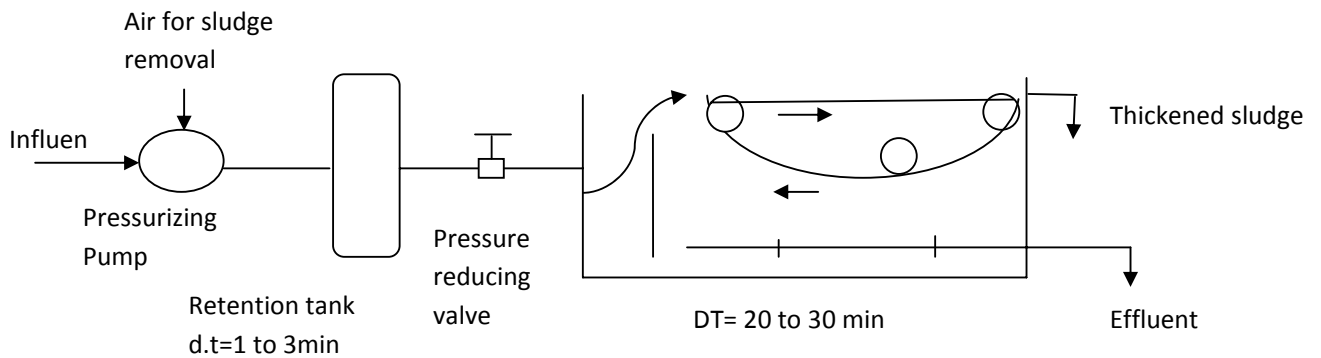 Air for sludge
removal
Influen
Pressurizing
Pump
Retention tank
d.t=1 to 3min
Pressure
reducing
valve
DT= 20 to 30 min
Thickened sludge
Effluent